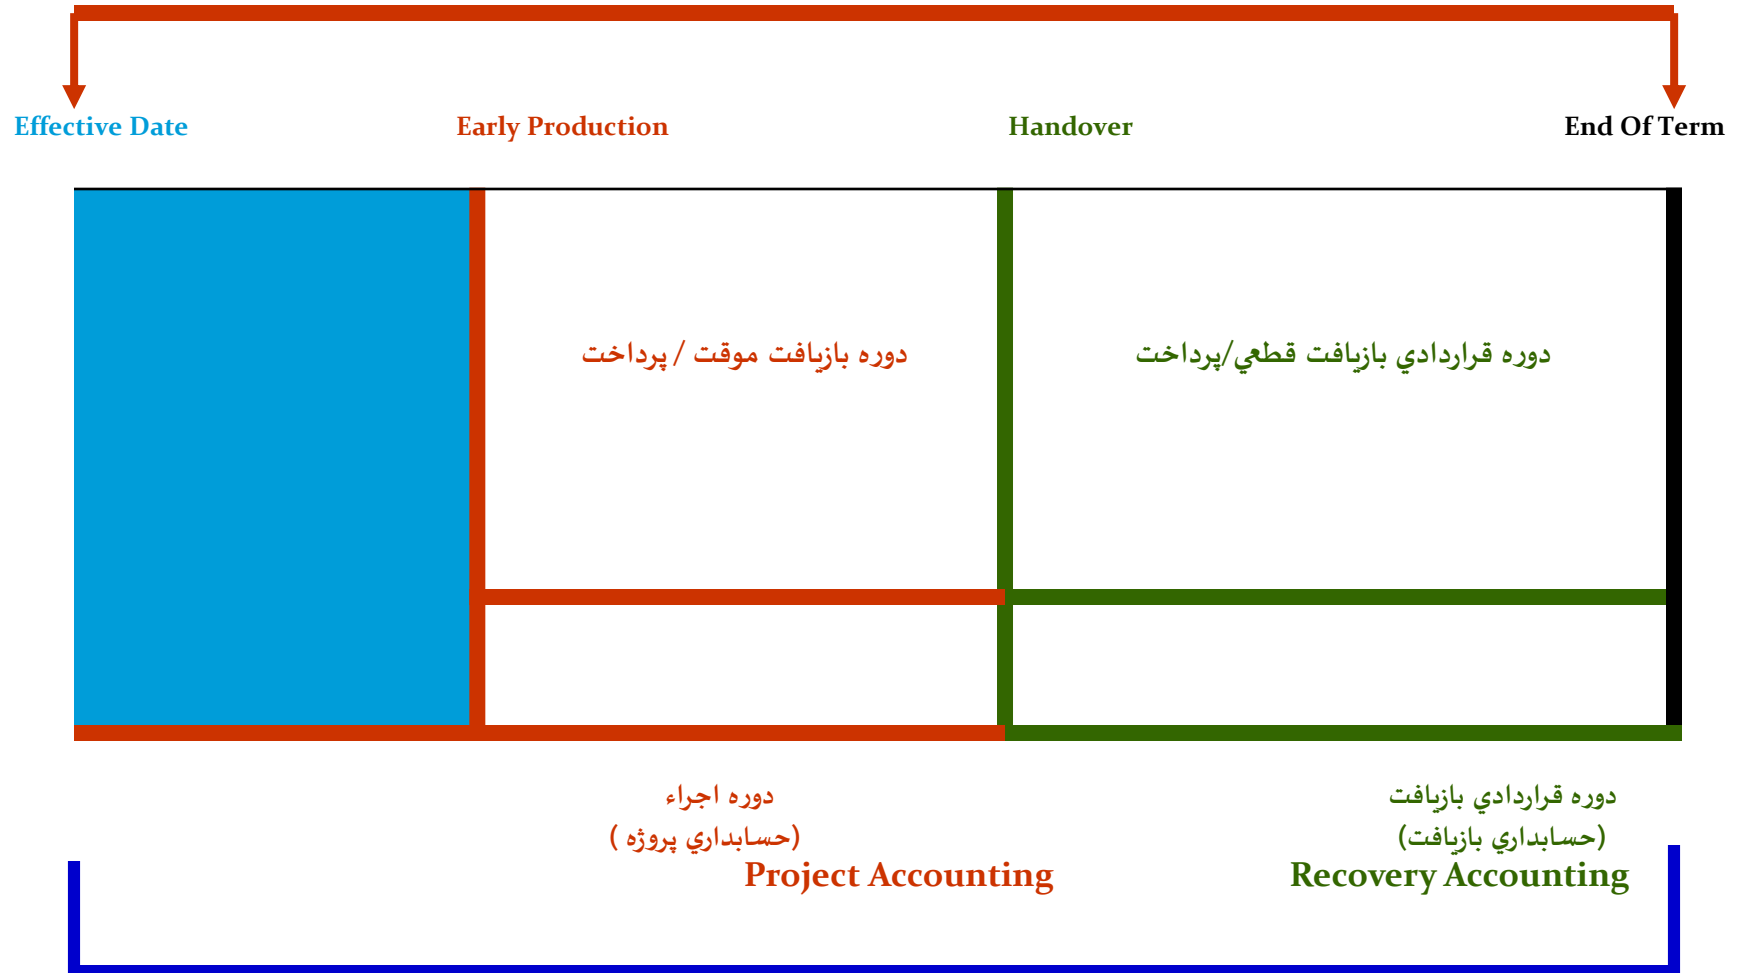 Effective Date
Early Production
Handover
End Of Term
دوره بازيافت موقت / پرداخت
دوره قراردادي بازيافت قطعي/پرداخت
دوره اجراء
(حسابداري پروژه )
Project Accounting
دوره قراردادي بازيافت
(حسابداري بازيافت)
Recovery Accounting